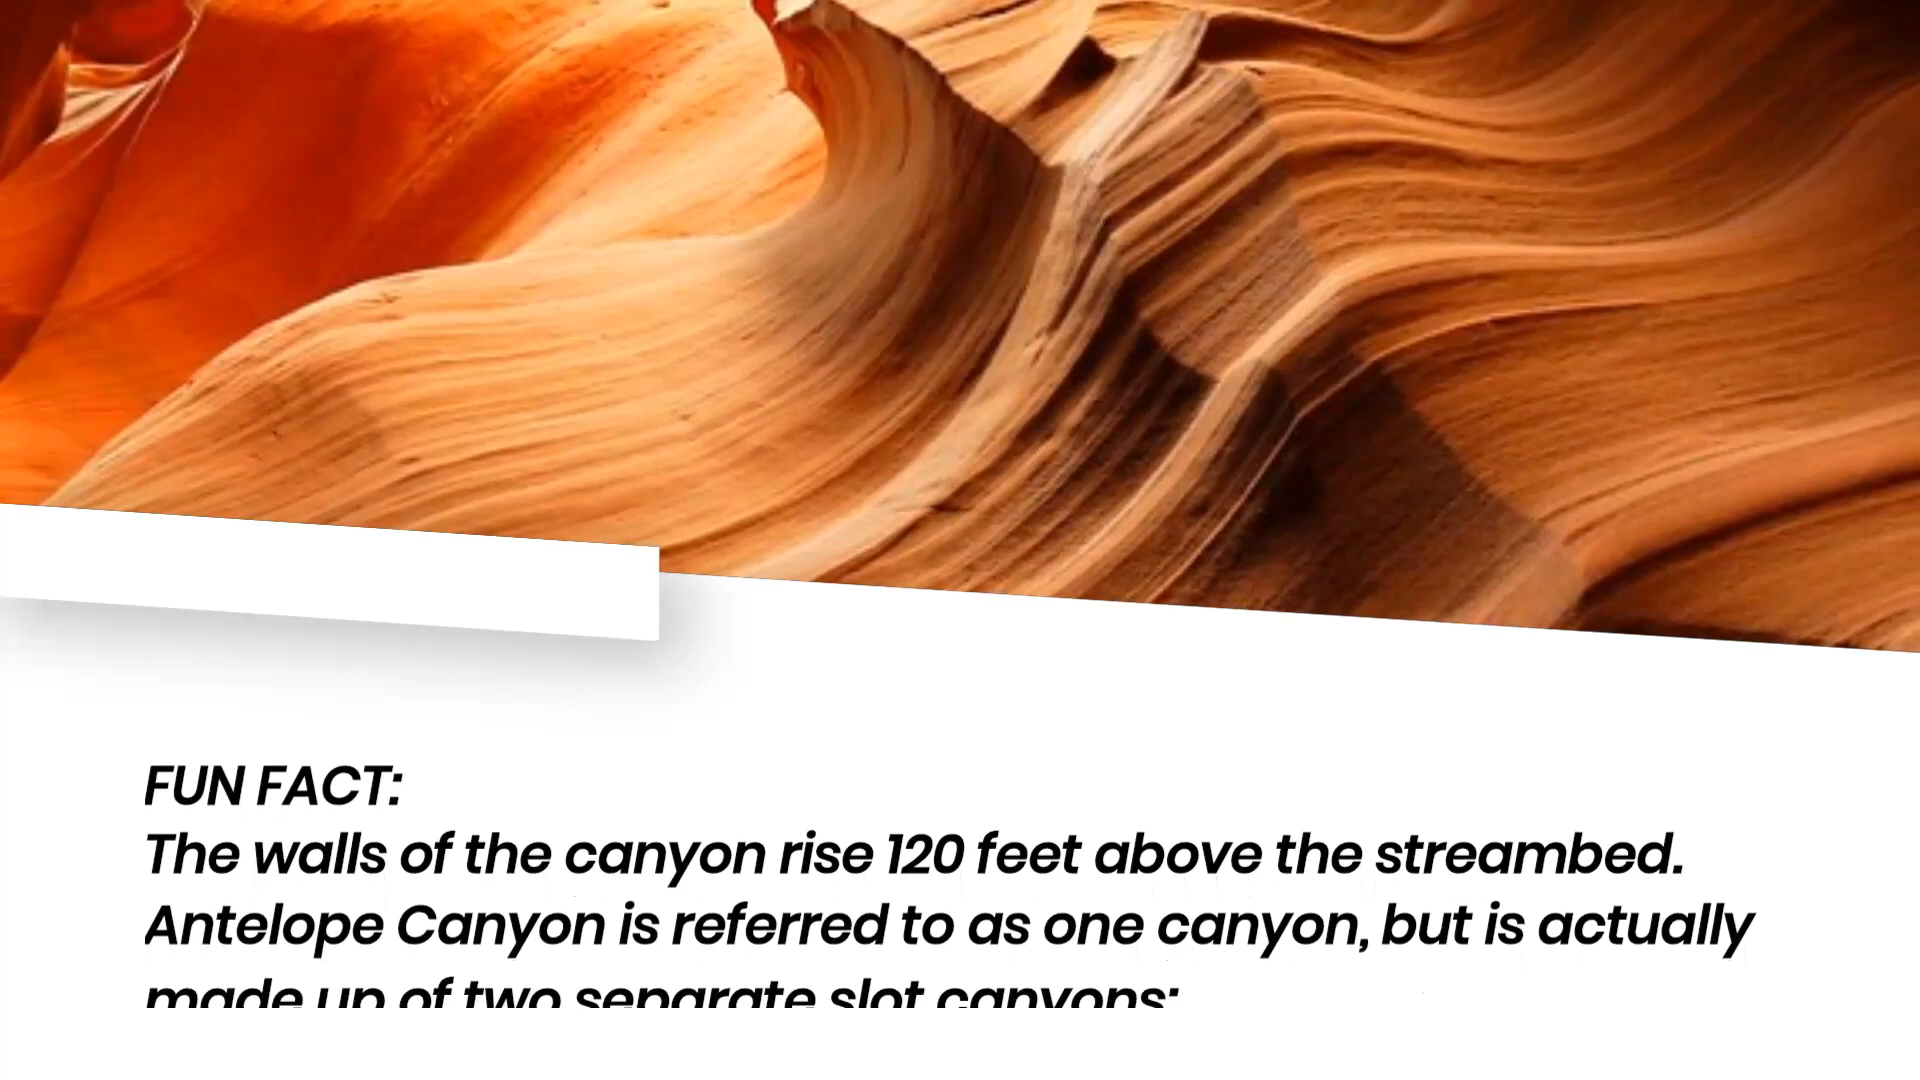 FUN FACT:
The walls of the canyon rise 120 feet above the streambed.
Antelope Canyon is referred to as one canyon, but is actually
made up of two separate slot canyons: